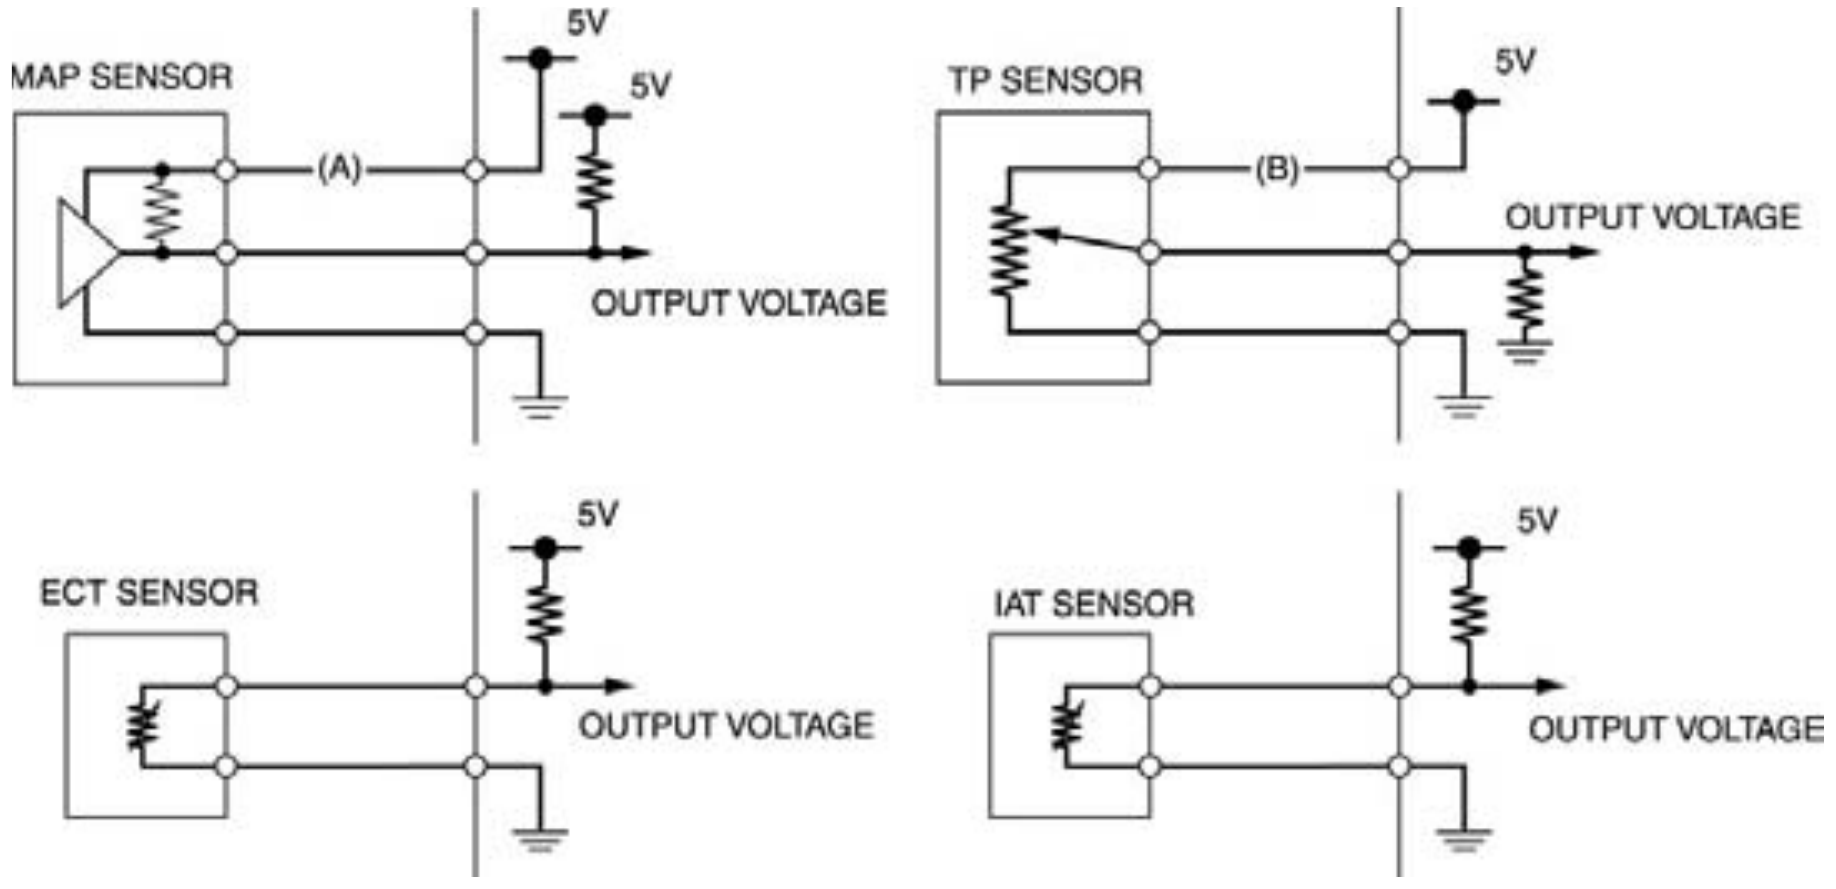 5V
MAP SENSOR
5V
(A)
OUTPUT VOLTAGE
5V
TP SENSOR
(B)
OUTPUT VOLTAGE
5V
ECT SENSOR
OUTPUT VOLTAGE
5V
IAT SENSOR
OUTPUT VOLTAGE